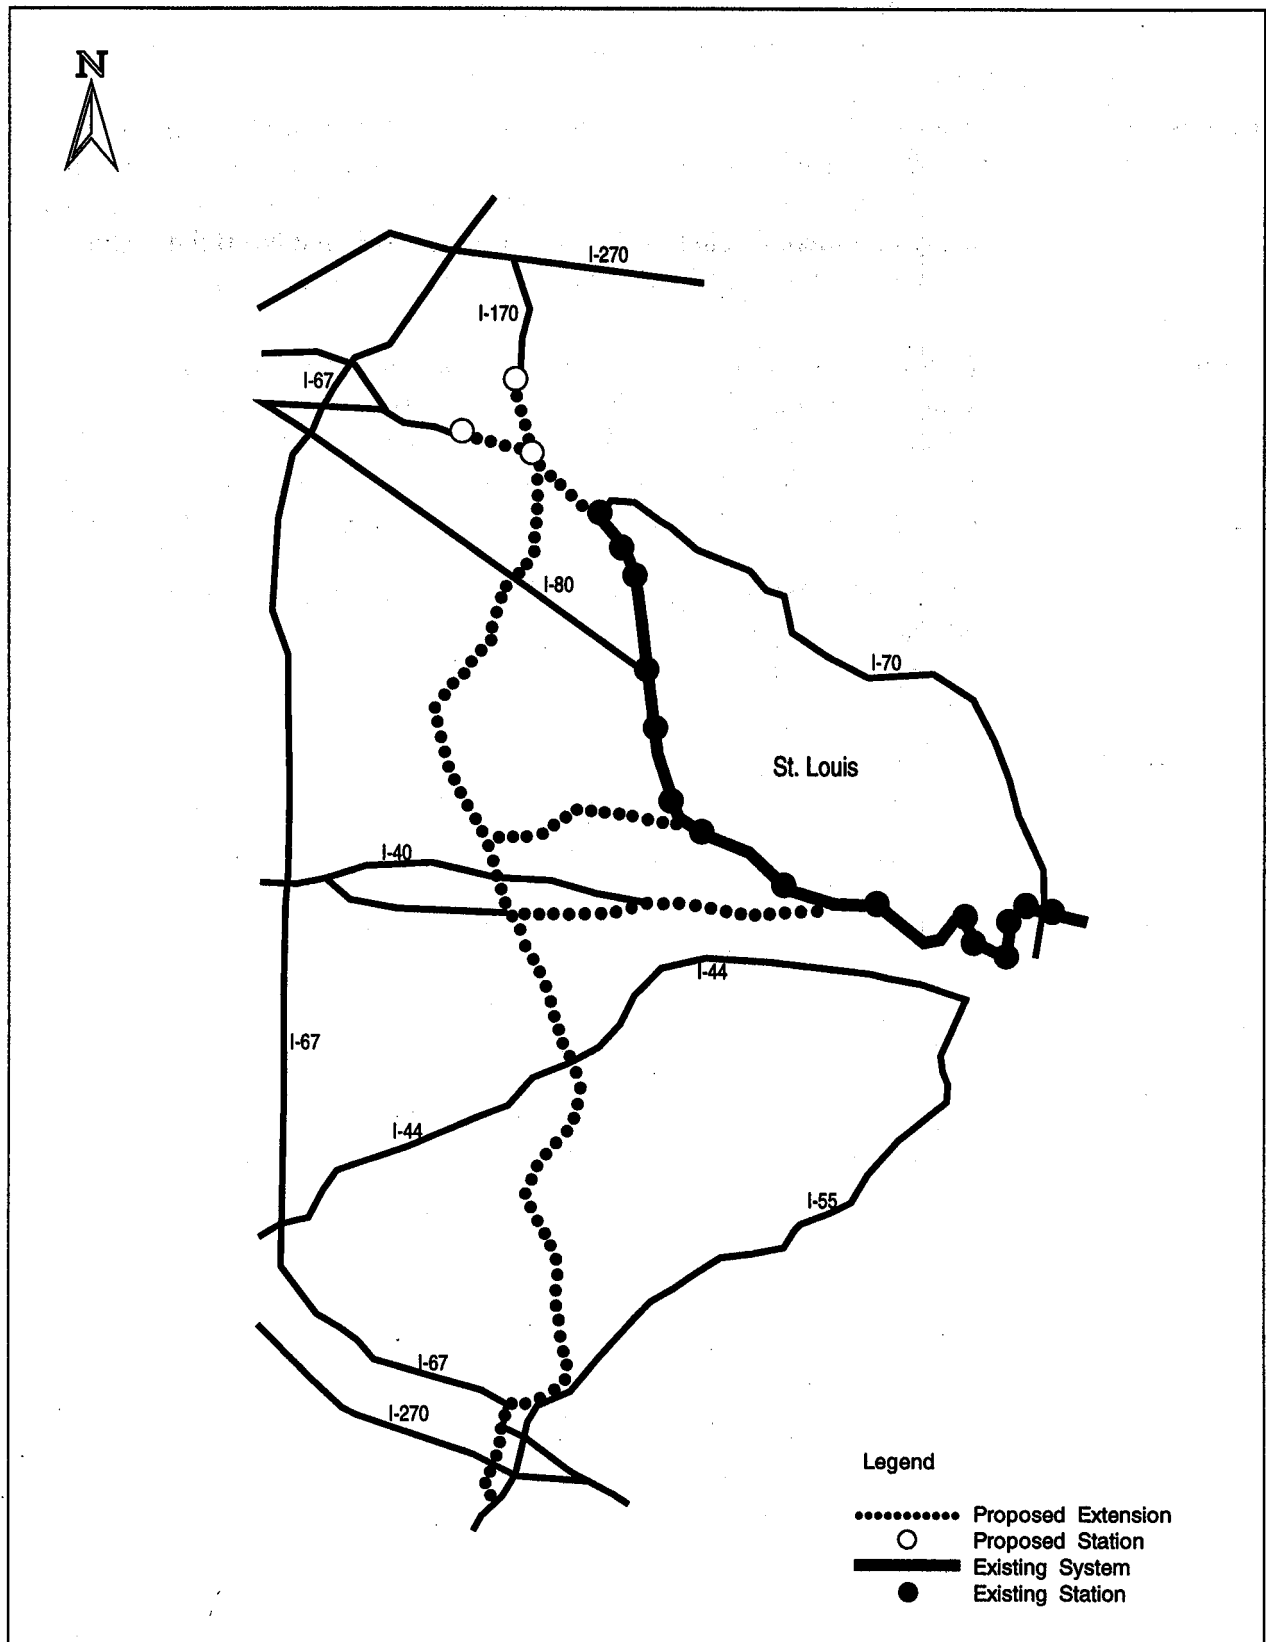 N
I-270
I-170
I-67
I-80
I-70
St. Louis
I-40
I-44
I-67
I-44
I-55
I-67
I-270
Legend
Proposed Extension
Proposed Station
Existing System
Existing Station